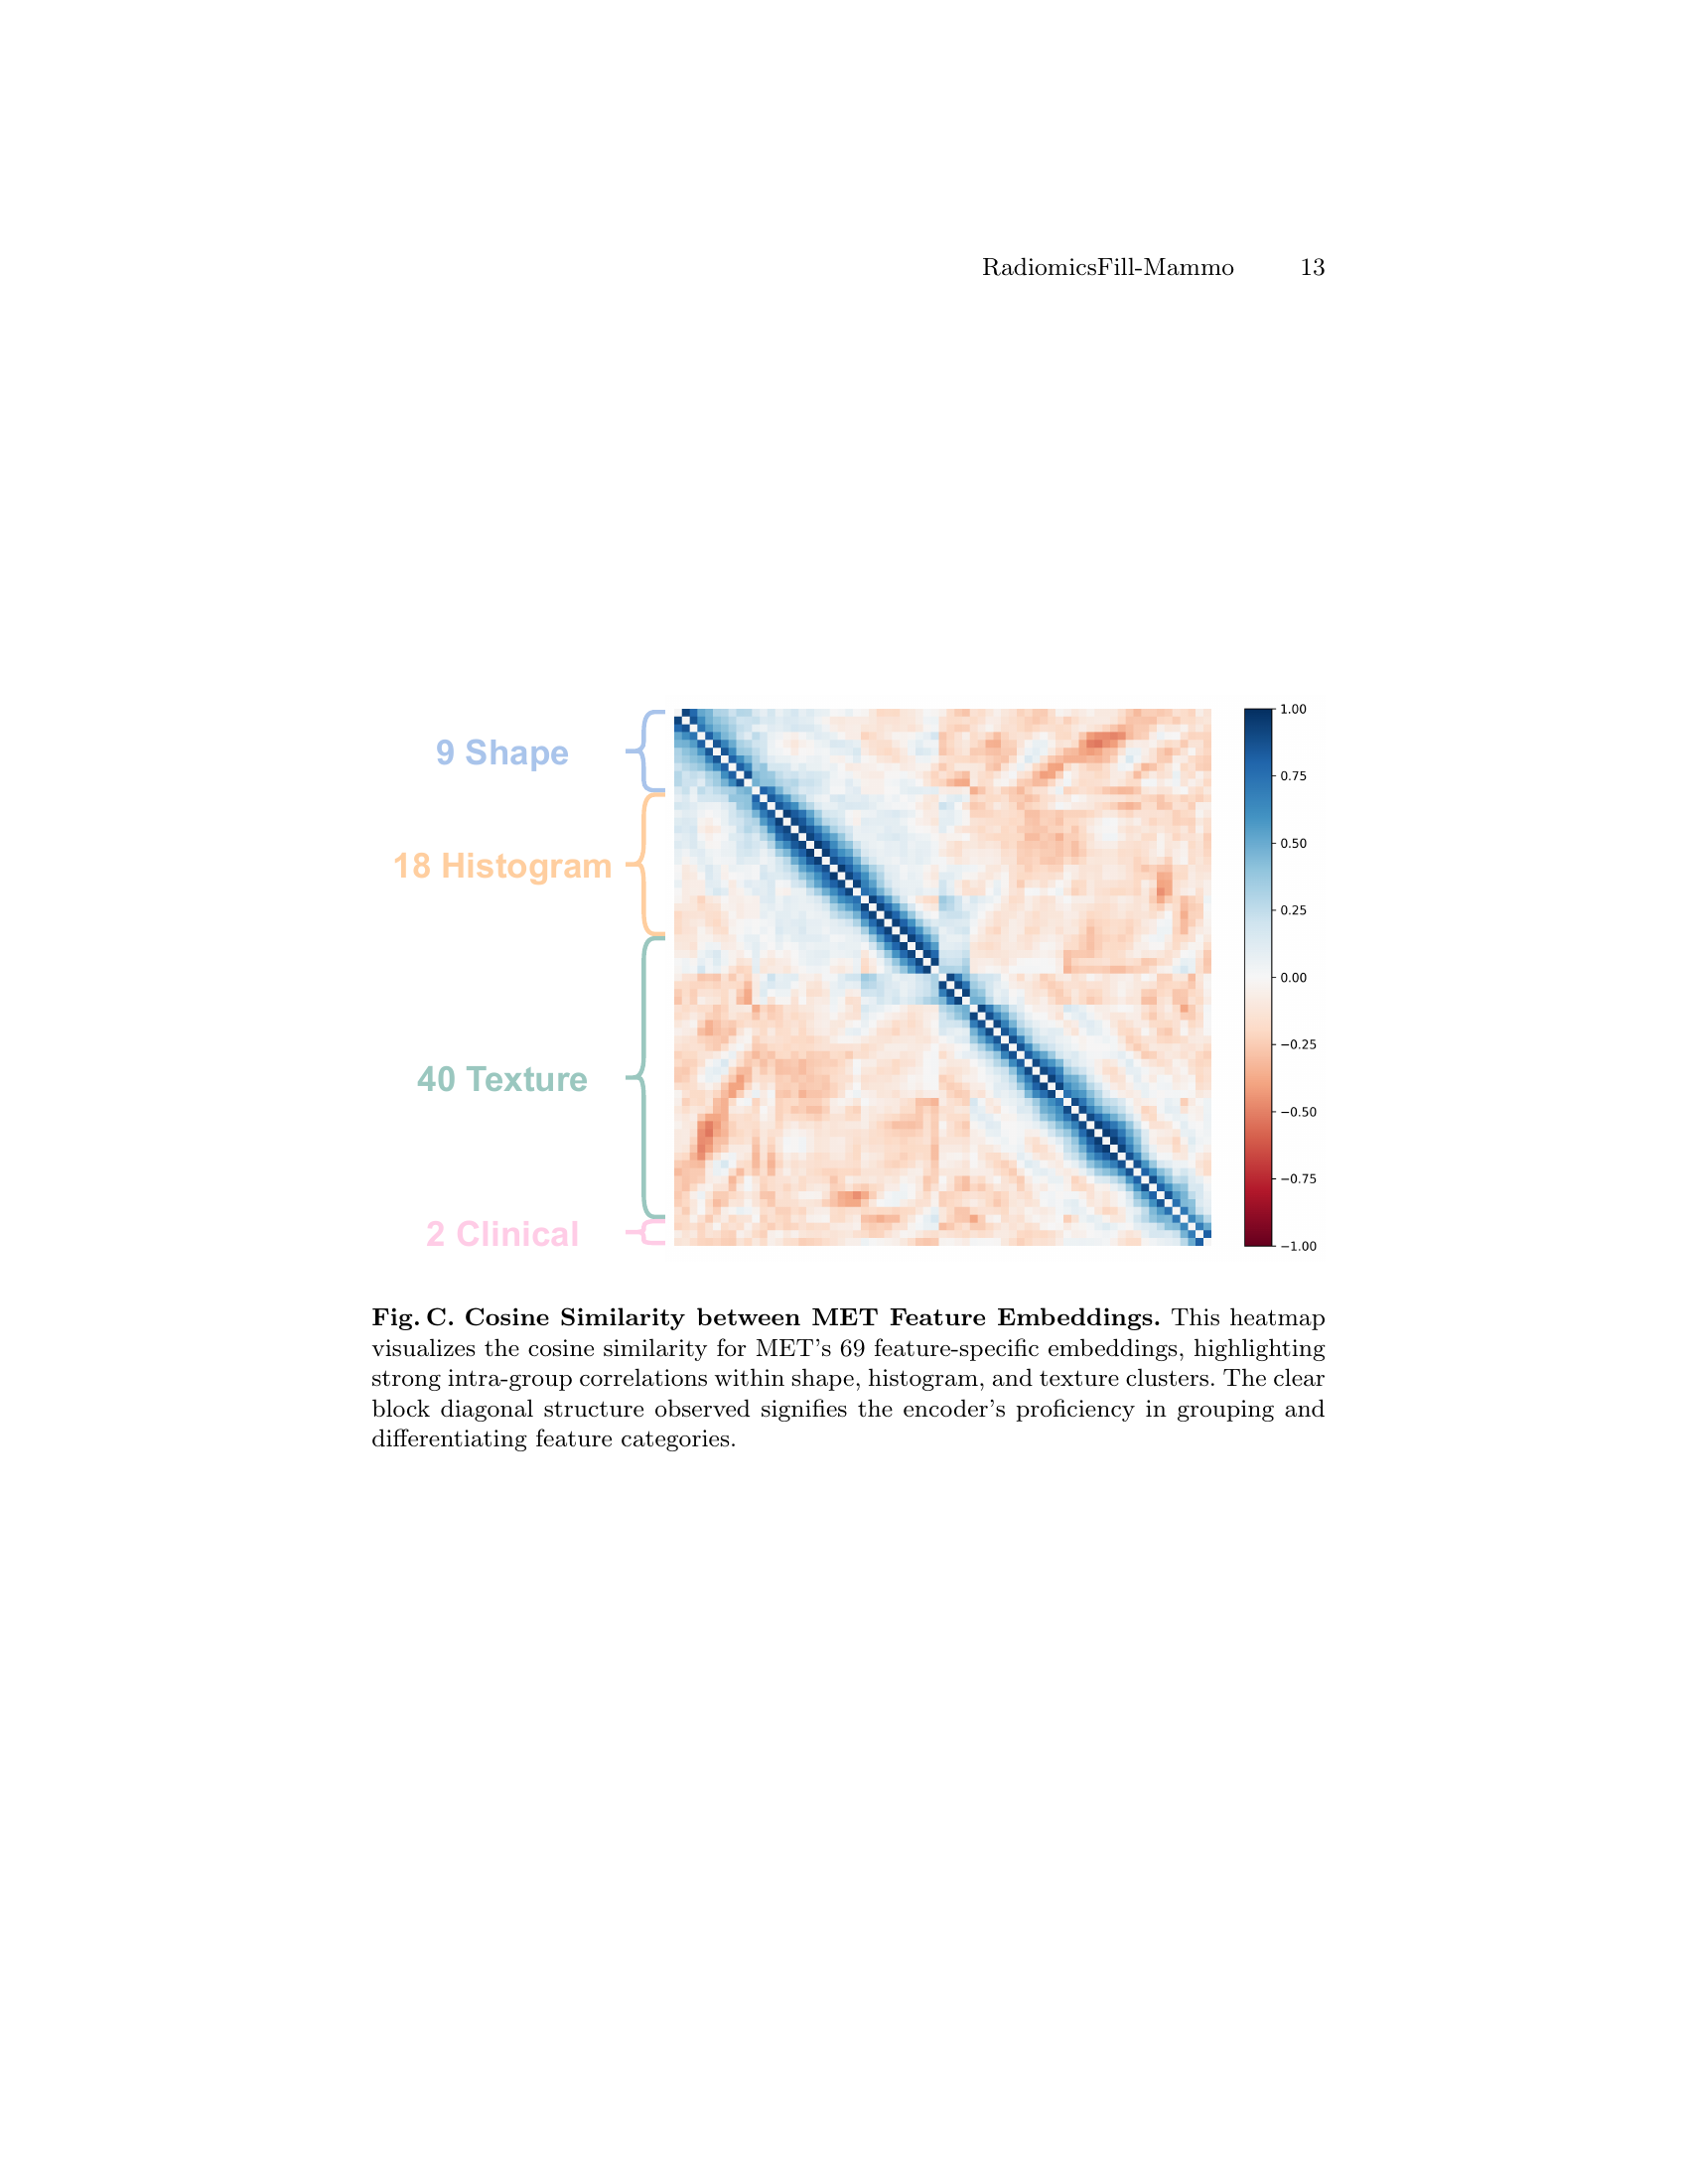 RadiomicsFill-Mammo 13
9 Shape
18 Histogram
40 Texture
2 Clinical
1.00
0.75
0.50
0.25
0.00
−0.25
−0.50
−0.75
−1.00
Fig. C. Cosine Similarity between MET Feature Embeddings. This heatmap
visualizes the cosine similarity for MET's 69 feature-specific embeddings, highlighting
strong intra-group correlations within shape, histogram, and texture clusters. The clear
block diagonal structure observed signifies the encoder's proficiency in grouping and
differentiating feature categories.